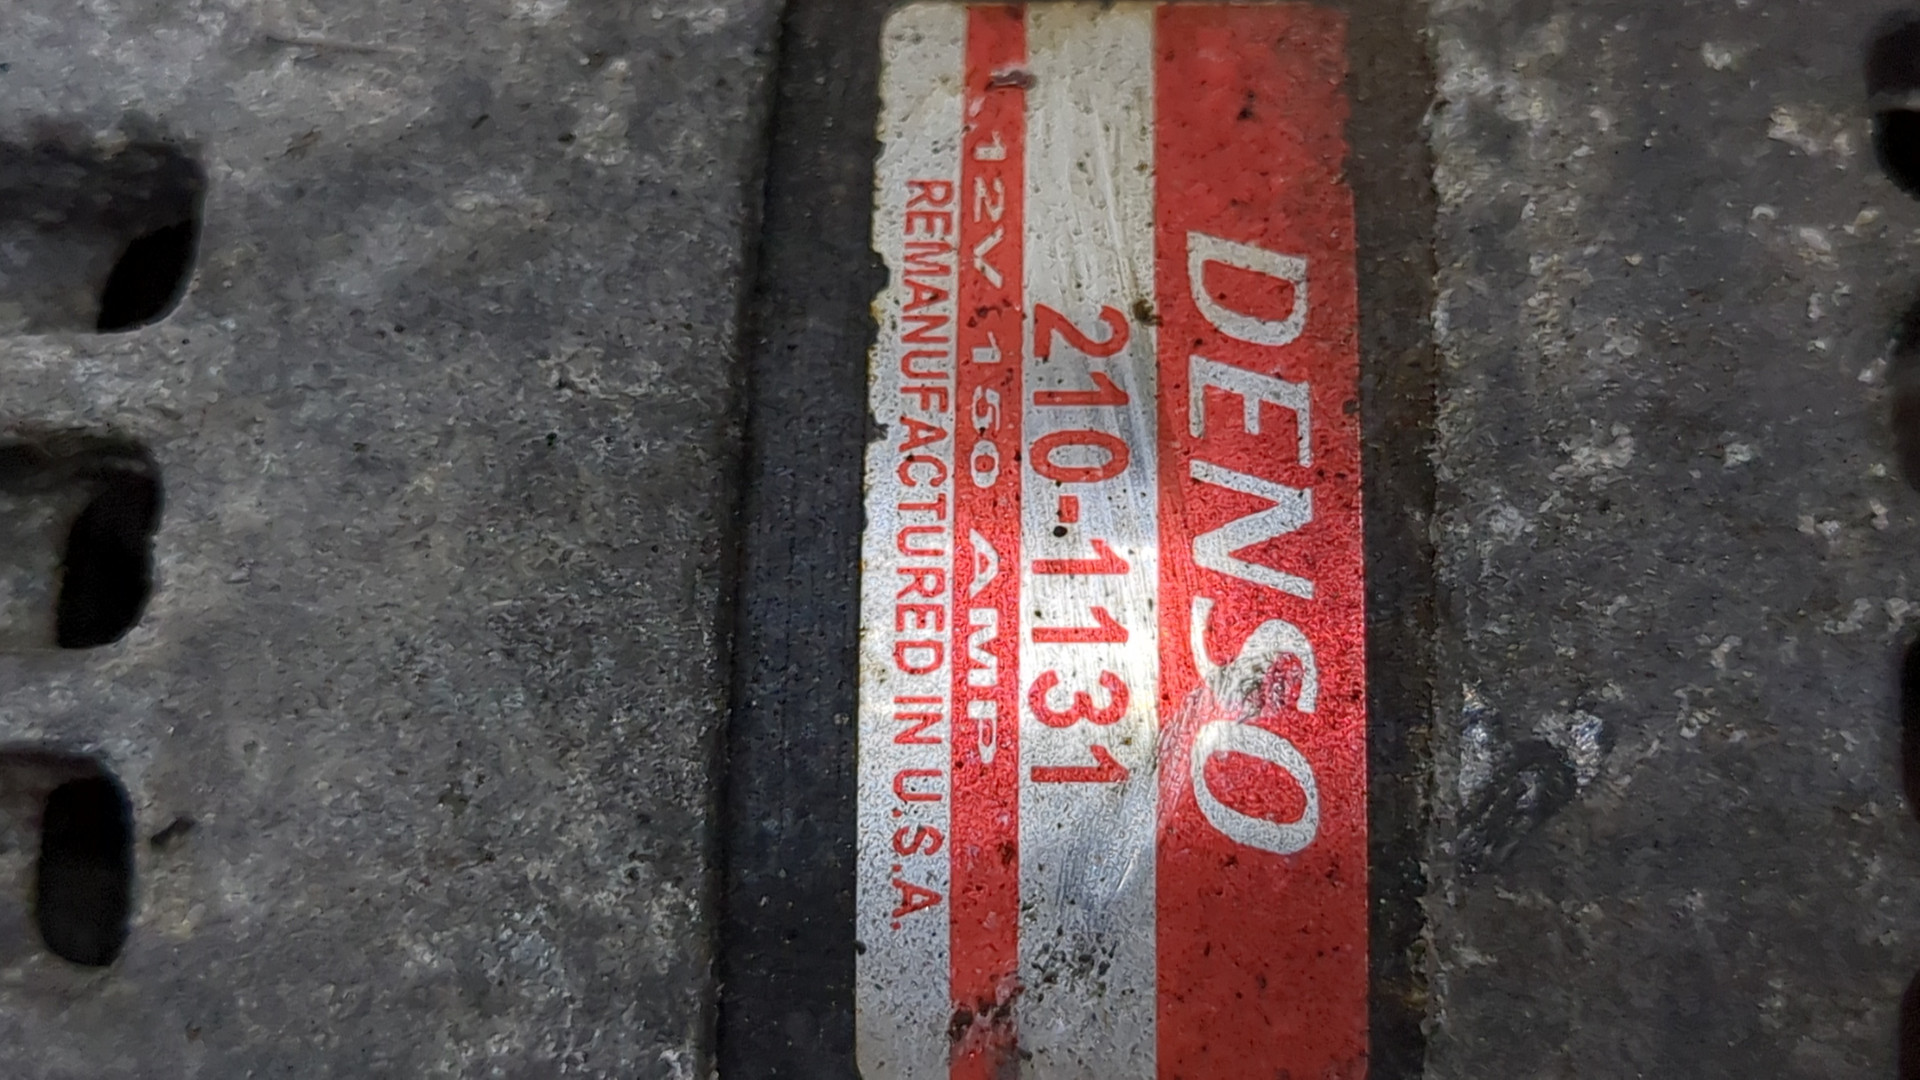 DENSO
210-1131
12V 150 AMP
REMANUFACTURED IN U.S.A.